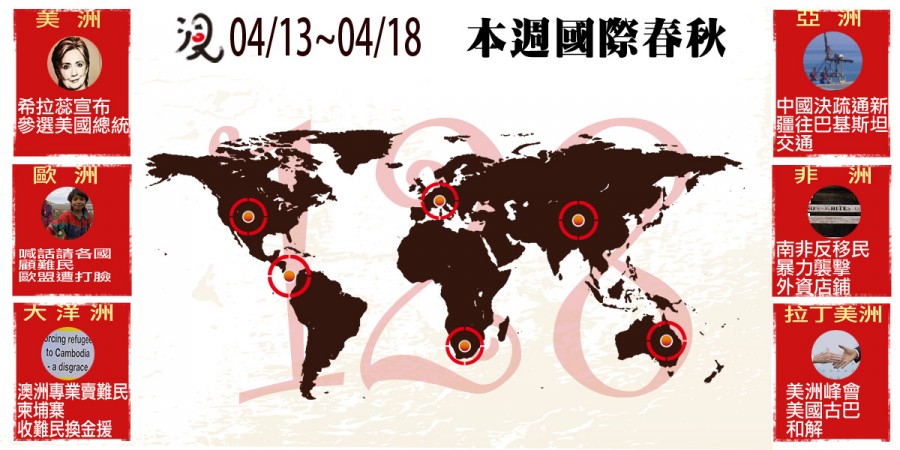 美洲
希拉蕊宣布
參選美國總統
歐洲
喊話請各國
顧難民
歐盟遭打臉
大洋洲
orcing refugee
to Cambodia
- a disgrace
澳洲專業賣難民
柬埔寨
收難民換金援
04/13~04/18 本週國際春秋
128
亞洲
中國決疏通新
疆往巴基斯坦
交通
非洲
南非反移民
暴力襲擊
外資店鋪
拉丁美洲
美洲峰會
美國古巴
和解